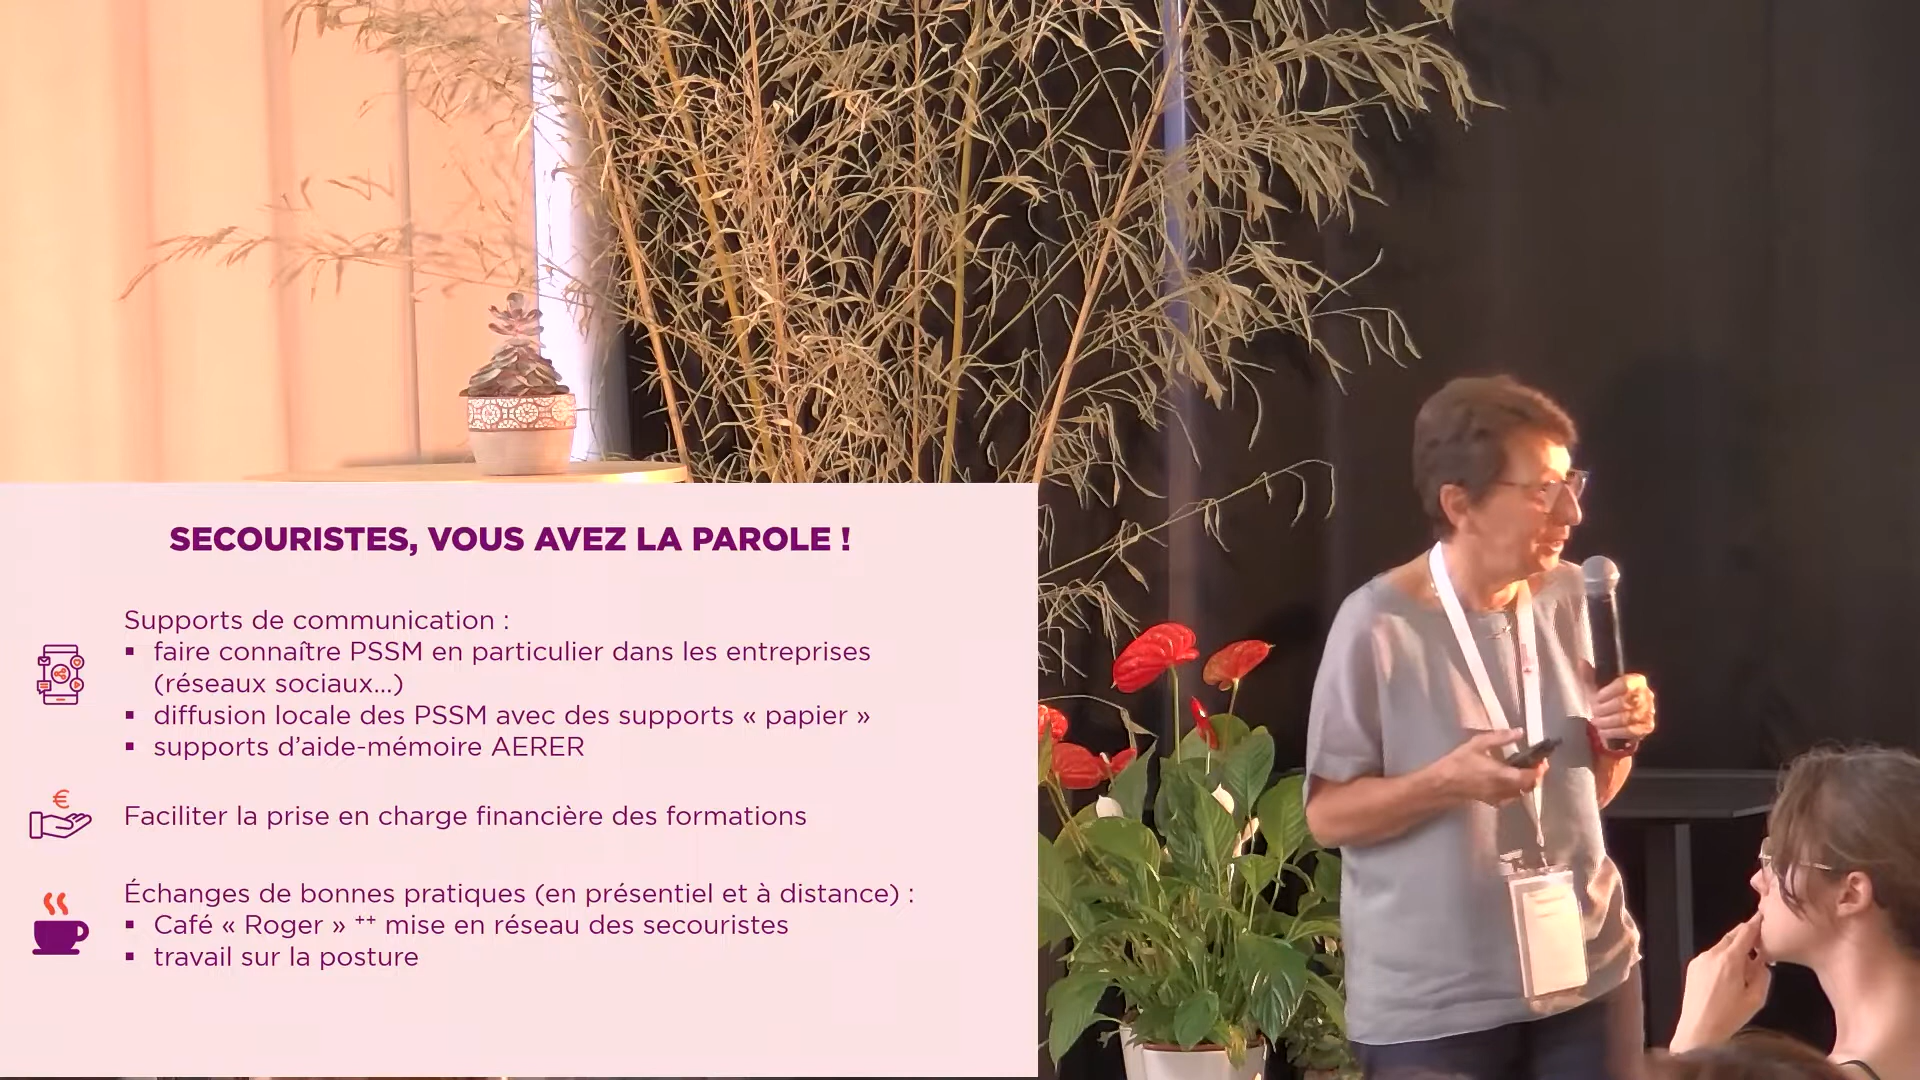 SECOURISTES, VOUS AVEZ LA PAROLE !
Supports de communication :
▪ faire connaître PSSM en particulier dans les entreprises
(réseaux sociaux...)
▪ diffusion locale des PSSM avec des supports « papier »
▪ supports d’aide-mémoire AERER
€
Faciliter la prise en charge financière des formations
Échanges de bonnes pratiques (en présentiel et à distance) :
▪ Café « Roger » ⁺⁺ mise en réseau des secouristes
▪ travail sur la posture